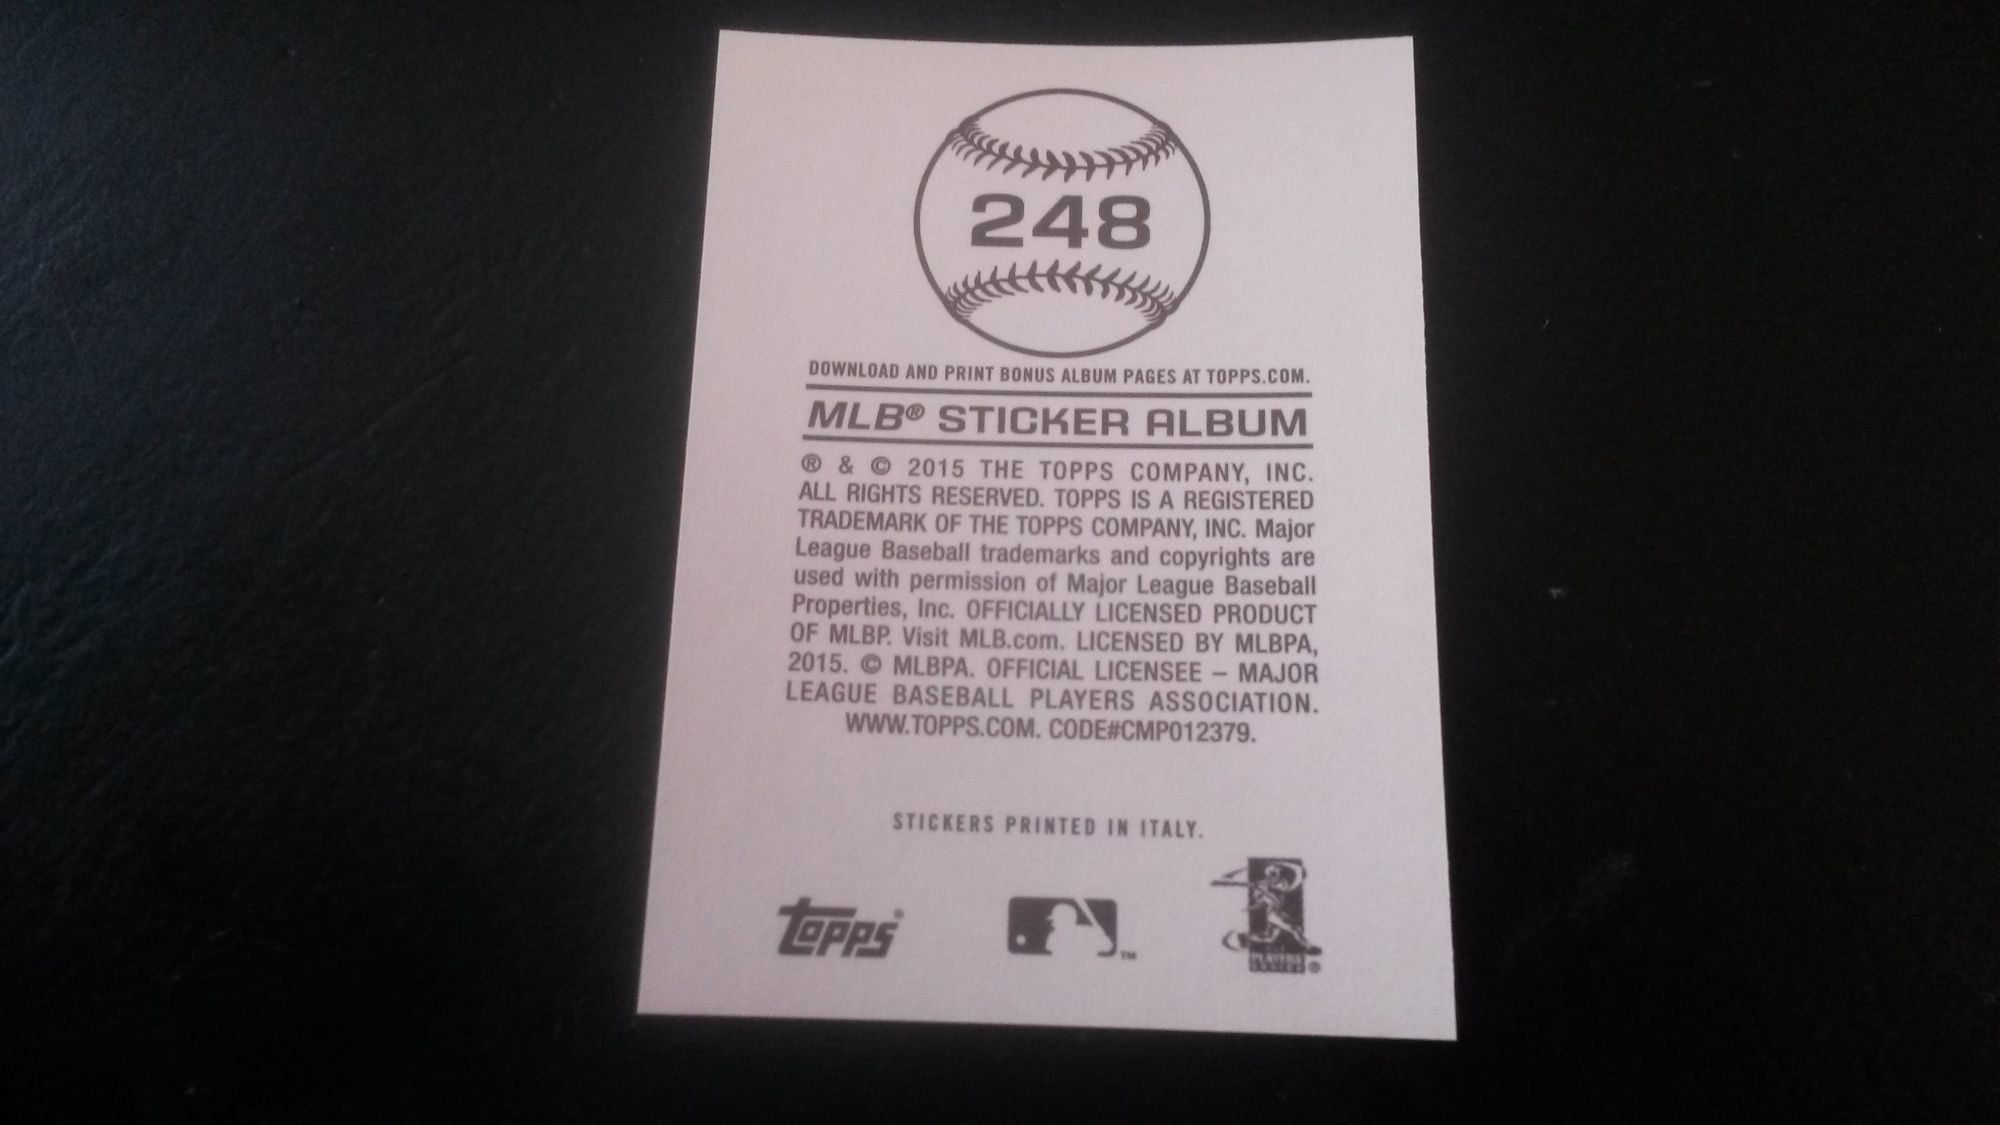 248
DOWNLOAD AND PRINT BONUS ALBUM PAGES AT TOPPS.COM.
MLB® STICKER ALBUM
® & © 2015 THE TOPPS COMPANY, INC.
ALL RIGHTS RESERVED. TOPPS IS A REGISTERED
TRADEMARK OF THE TOPPS COMPANY, INC. Major
League Baseball trademarks and copyrights are
used with permission of Major League Baseball
Properties, Inc. OFFICIALLY LICENSED PRODUCT
OF MLBP. Visit MLB.com. LICENSED BY MLBPA,
2015. © MLBPA. OFFICIAL LICENSEE – MAJOR
LEAGUE BASEBALL PLAYERS ASSOCIATION.
WWW.TOPPS.COM. CODE#CMP012379.
STICKERS PRINTED IN ITALY.
Topps® ™ PLAYERS ®